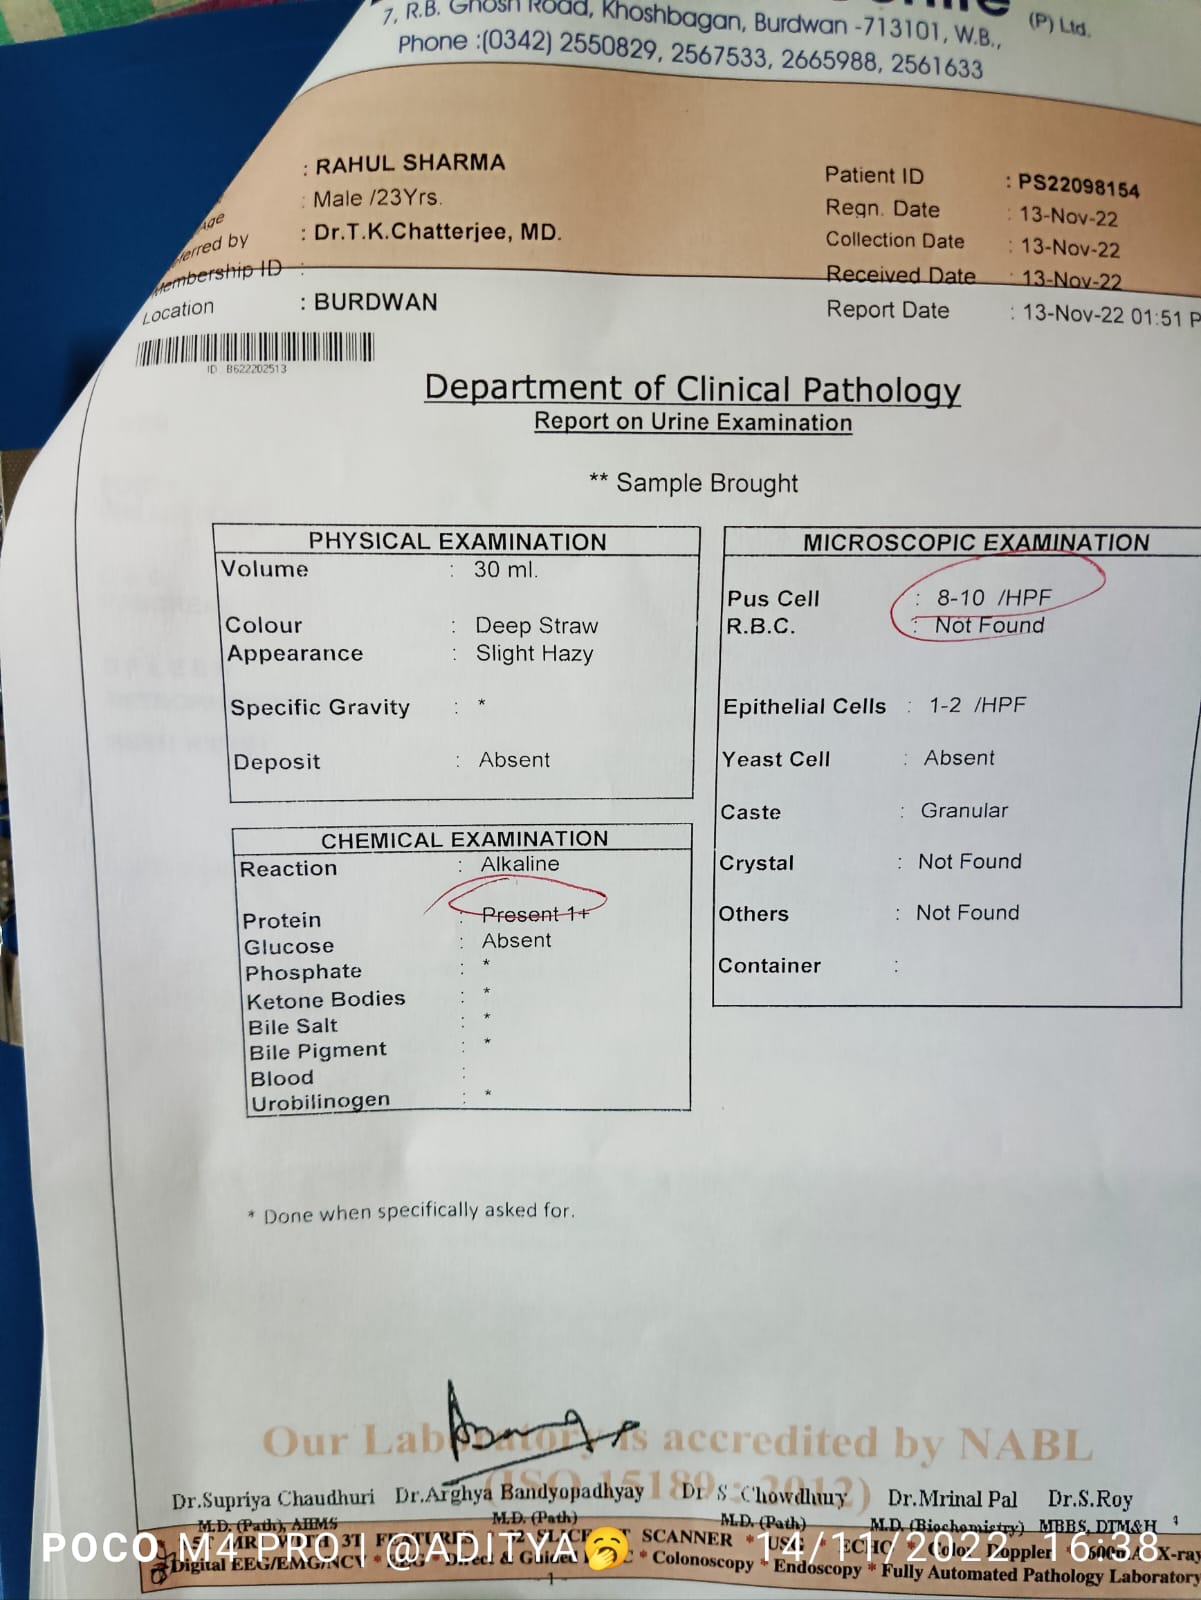 7, R.B. Ghosh Road, Khoshbagan, Burdwan -713101, W.B., (P) Ltd.
Phone :(0342) 2550829, 2567533, 2665988, 2561633
: RAHUL SHARMA
Age : Male /23Yrs.
by : Dr.T.K.Chatterjee, MD.
Membership ID :
Location : BURDWAN
Patient ID : PS22098154
Regn. Date : 13-Nov-22
Collection Date : 13-Nov-22
Received Date : 13-Nov-22
Report Date : 13-Nov-22 01:51 P
ID B622202513
Department of Clinical Pathology
Report on Urine Examination
** Sample Brought
PHYSICAL EXAMINATION
Volume : 30 ml.
Colour : Deep Straw
Appearance : Slight Hazy
Specific Gravity : *
Deposit : Absent
CHEMICAL EXAMINATION
Reaction : Alkaline
Protein : Present 1+
Glucose : Absent
Phosphate : *
Ketone Bodies : *
Bile Salt : *
Bile Pigment : *
Blood :
Urobilinogen : *
MICROSCOPIC EXAMINATION
Pus Cell : 8-10 /HPF
R.B.C. : Not Found
Epithelial Cells : 1-2 /HPF
Yeast Cell : Absent
Caste : Granular
Crystal : Not Found
Others : Not Found
Container :
* Done when specifically asked for.
Our Laboratory is accredited by NABL
(ISO 15189 : 2012)
Dr.Supriya Chaudhuri Dr.Arghya Bandyopadhyay Dr S. Chowdhury Dr.Mrinal Pal Dr.S.Roy
M.D. (Path), AIIMS M.D. (Path) M.D. (Path) M.D. (Biochemistry) MBBS, DTM&H
SCANNER * USG * ECHO * Color Doppler X-ray
Digital EEG/EMG/NCV * & Guided * Colonoscopy * Endoscopy * Fully Automated Pathology Laboratory
- 1 -
POCO M4 PRO | @ADITYA🥱 14/11/2022 16:38